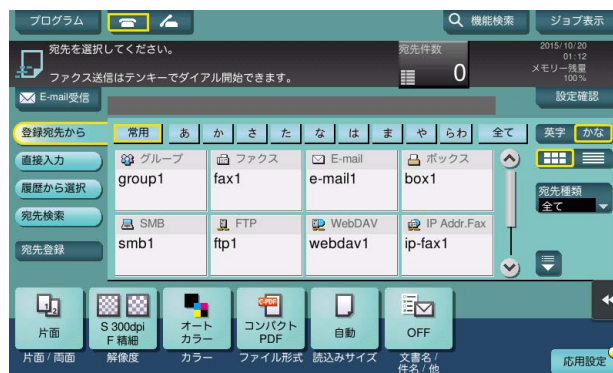 プログラム
機能検索
ジョブ表示
宛先を選択してください。
ファクス送信はテンキーでダイアル開始できます。
宛先件数
0
2015/10/20
01:12
メモリー残量
100%
E-mail受信
設定確認
登録宛先から
常用 あ か さ た な は ま や らわ 全て
英字 かな
直接入力
履歴から選択
宛先検索
宛先登録
グループ
group1
ファクス
fax1
E-mail
e-mail1
ボックス
box1
SMB
smb1
FTP
ftp1
WebDAV
webdav1
IP Addr.Fax
ip-fax1
宛先種類
全て
片面
片面 / 両面
S 300dpi
F 精細
解像度
オート
カラー
カラー
コンパクト
PDF
ファイル形式
自動
読込みサイズ
OFF
文書名 /
件名 / 他
応用設定